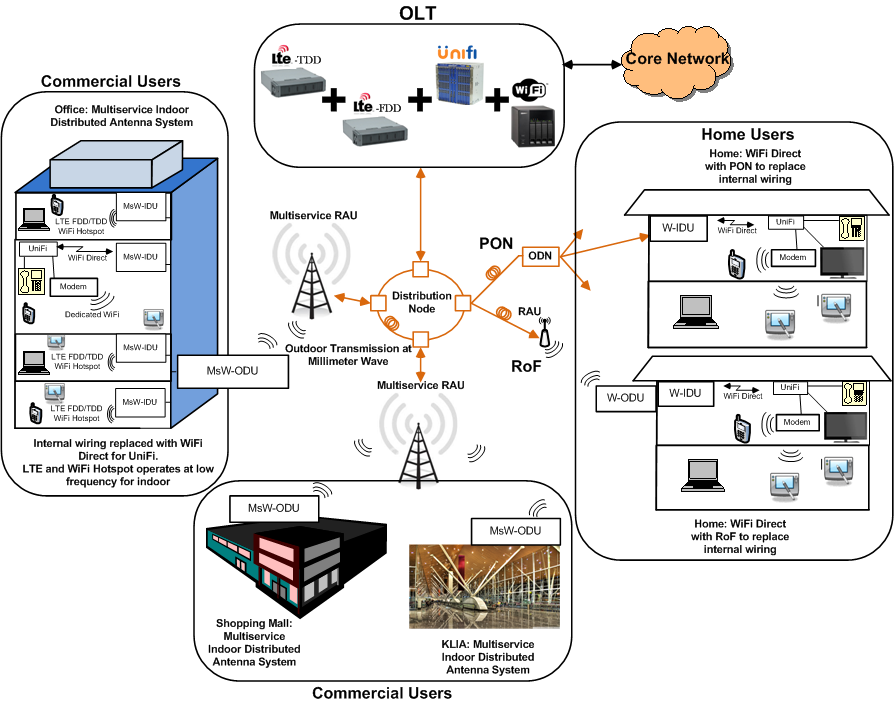 OLT
Lte-TDD
Lte-FDD
ünifi
WiFi
Core Network
Commercial Users
Office: Multiservice Indoor
Distributed Antenna System
MsW-IDU
LTE FDD/TDD
WiFi Hotspot
UniFi
WiFi Direct
MsW-IDU
Modem
Dedicated WiFi
MsW-IDU
LTE FDD/TDD
WiFi Hotspot
MsW-IDU
LTE FDD/TDD
WiFi Hotspot
MsW-ODU
Internal wiring replaced with WiFi
Direct for UniFi.
LTE and WiFi Hotspot operates at low
frequency for indoor
Multiservice RAU
Distribution
Node
PON
ODN
RAU
RoF
Outdoor Transmission at
Millimeter Wave
Multiservice RAU
Home Users
Home: WiFi Direct
with PON to replace
internal wiring
W-IDU
WiFi Direct
UniFi
Modem
W-ODU
W-IDU
WiFi Direct
UniFi
Modem
Home: WiFi Direct
with RoF to replace
internal wiring
MsW-ODU
MsW-ODU
Shopping Mall:
Multiservice
Indoor Distributed
Antenna System
KLIA: Multiservice
Indoor Distributed
Antenna System
Commercial Users